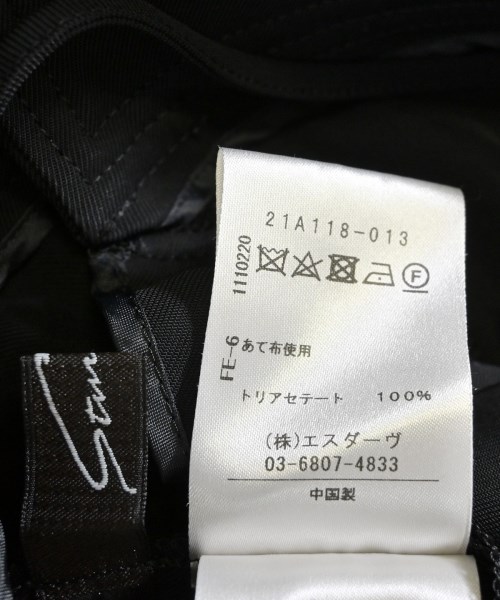 21A118-013
1110220
F
FE-6
あて布使用
トリアセテート 100%
(株)エスダーヴ
03-6807-4833
中国製